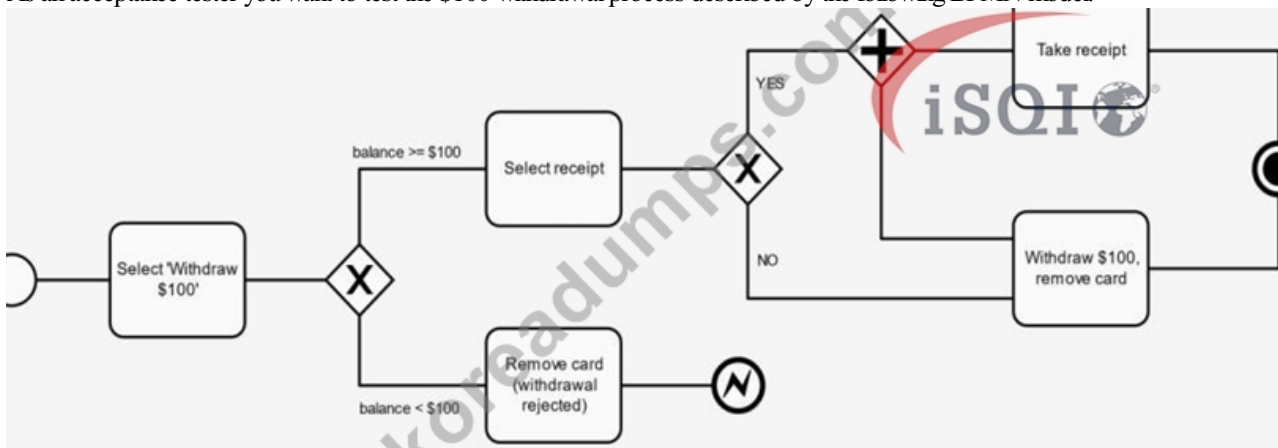 YES
Take receipt
iSQI
balance >= $100
Select receipt
X
Select 'Withdraw
$100'
X
NO
Withdraw $100,
remove card
Remove card
(withdrawal
rejected)
balance < $100
koreadumps.com